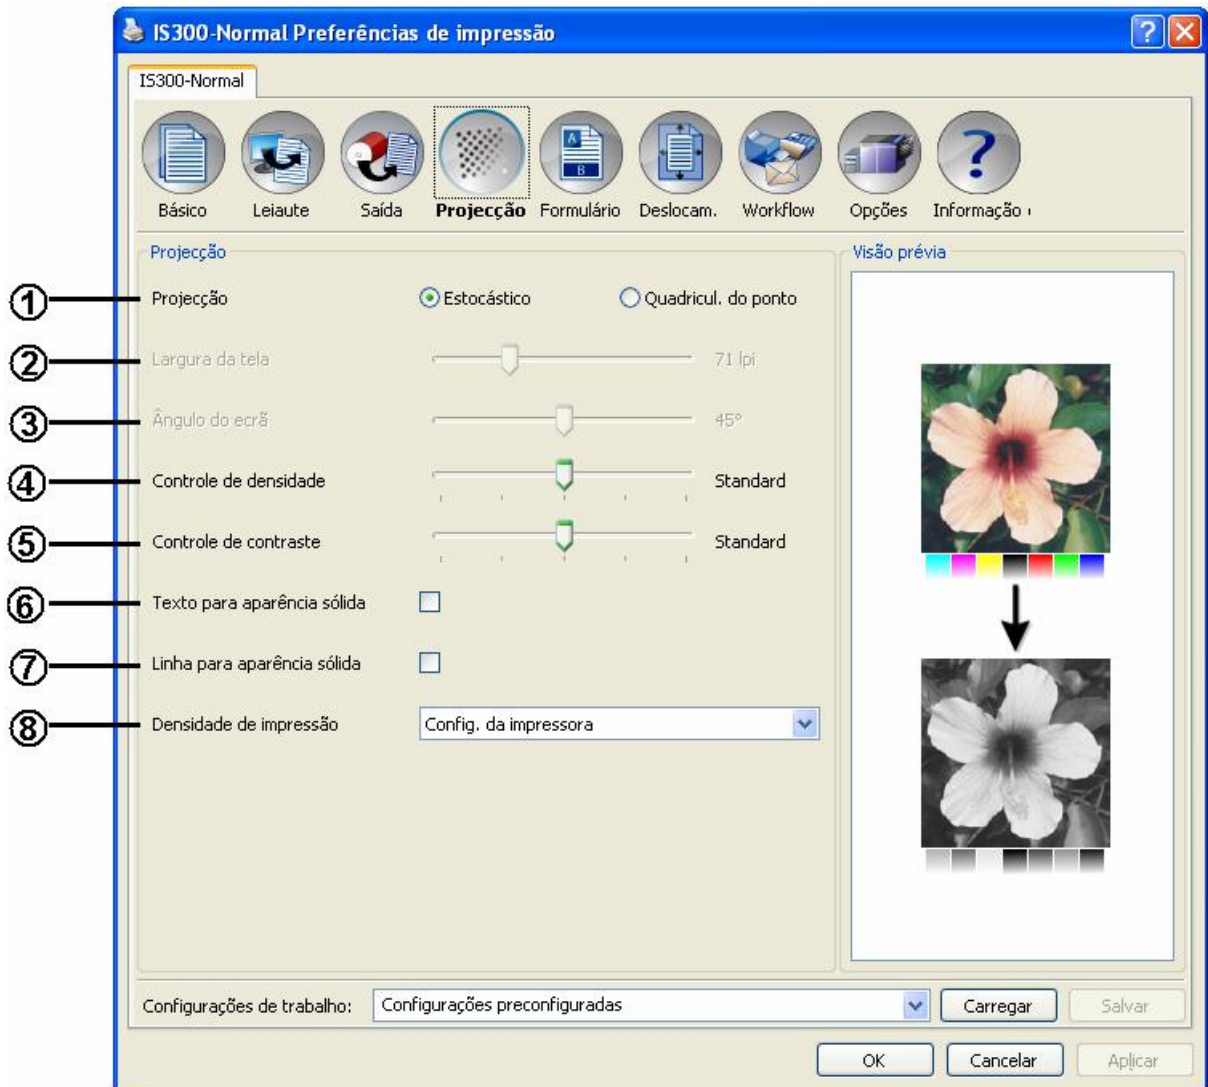 IS300-Normal Preferências de impressão
IS300-Normal
Básico Leiaute Saída Projecção Formulário Deslocam. Workflow Opções Informação
A
B
Projecção
Visão prévia
① Projecção Estocástico Quadricul. do ponto
② Largura da tela 71 lpi
③ Ângulo do ecrã 45°
④ Controle de densidade Standard
⑤ Controle de contraste Standard
⑥ Texto para aparência sólida
⑦ Linha para aparência sólida
⑧ Densidade de impressão Config. da impressora
Configurações de trabalho: Configurações preconfiguradas Carregar Salvar
OK Cancelar Aplicar